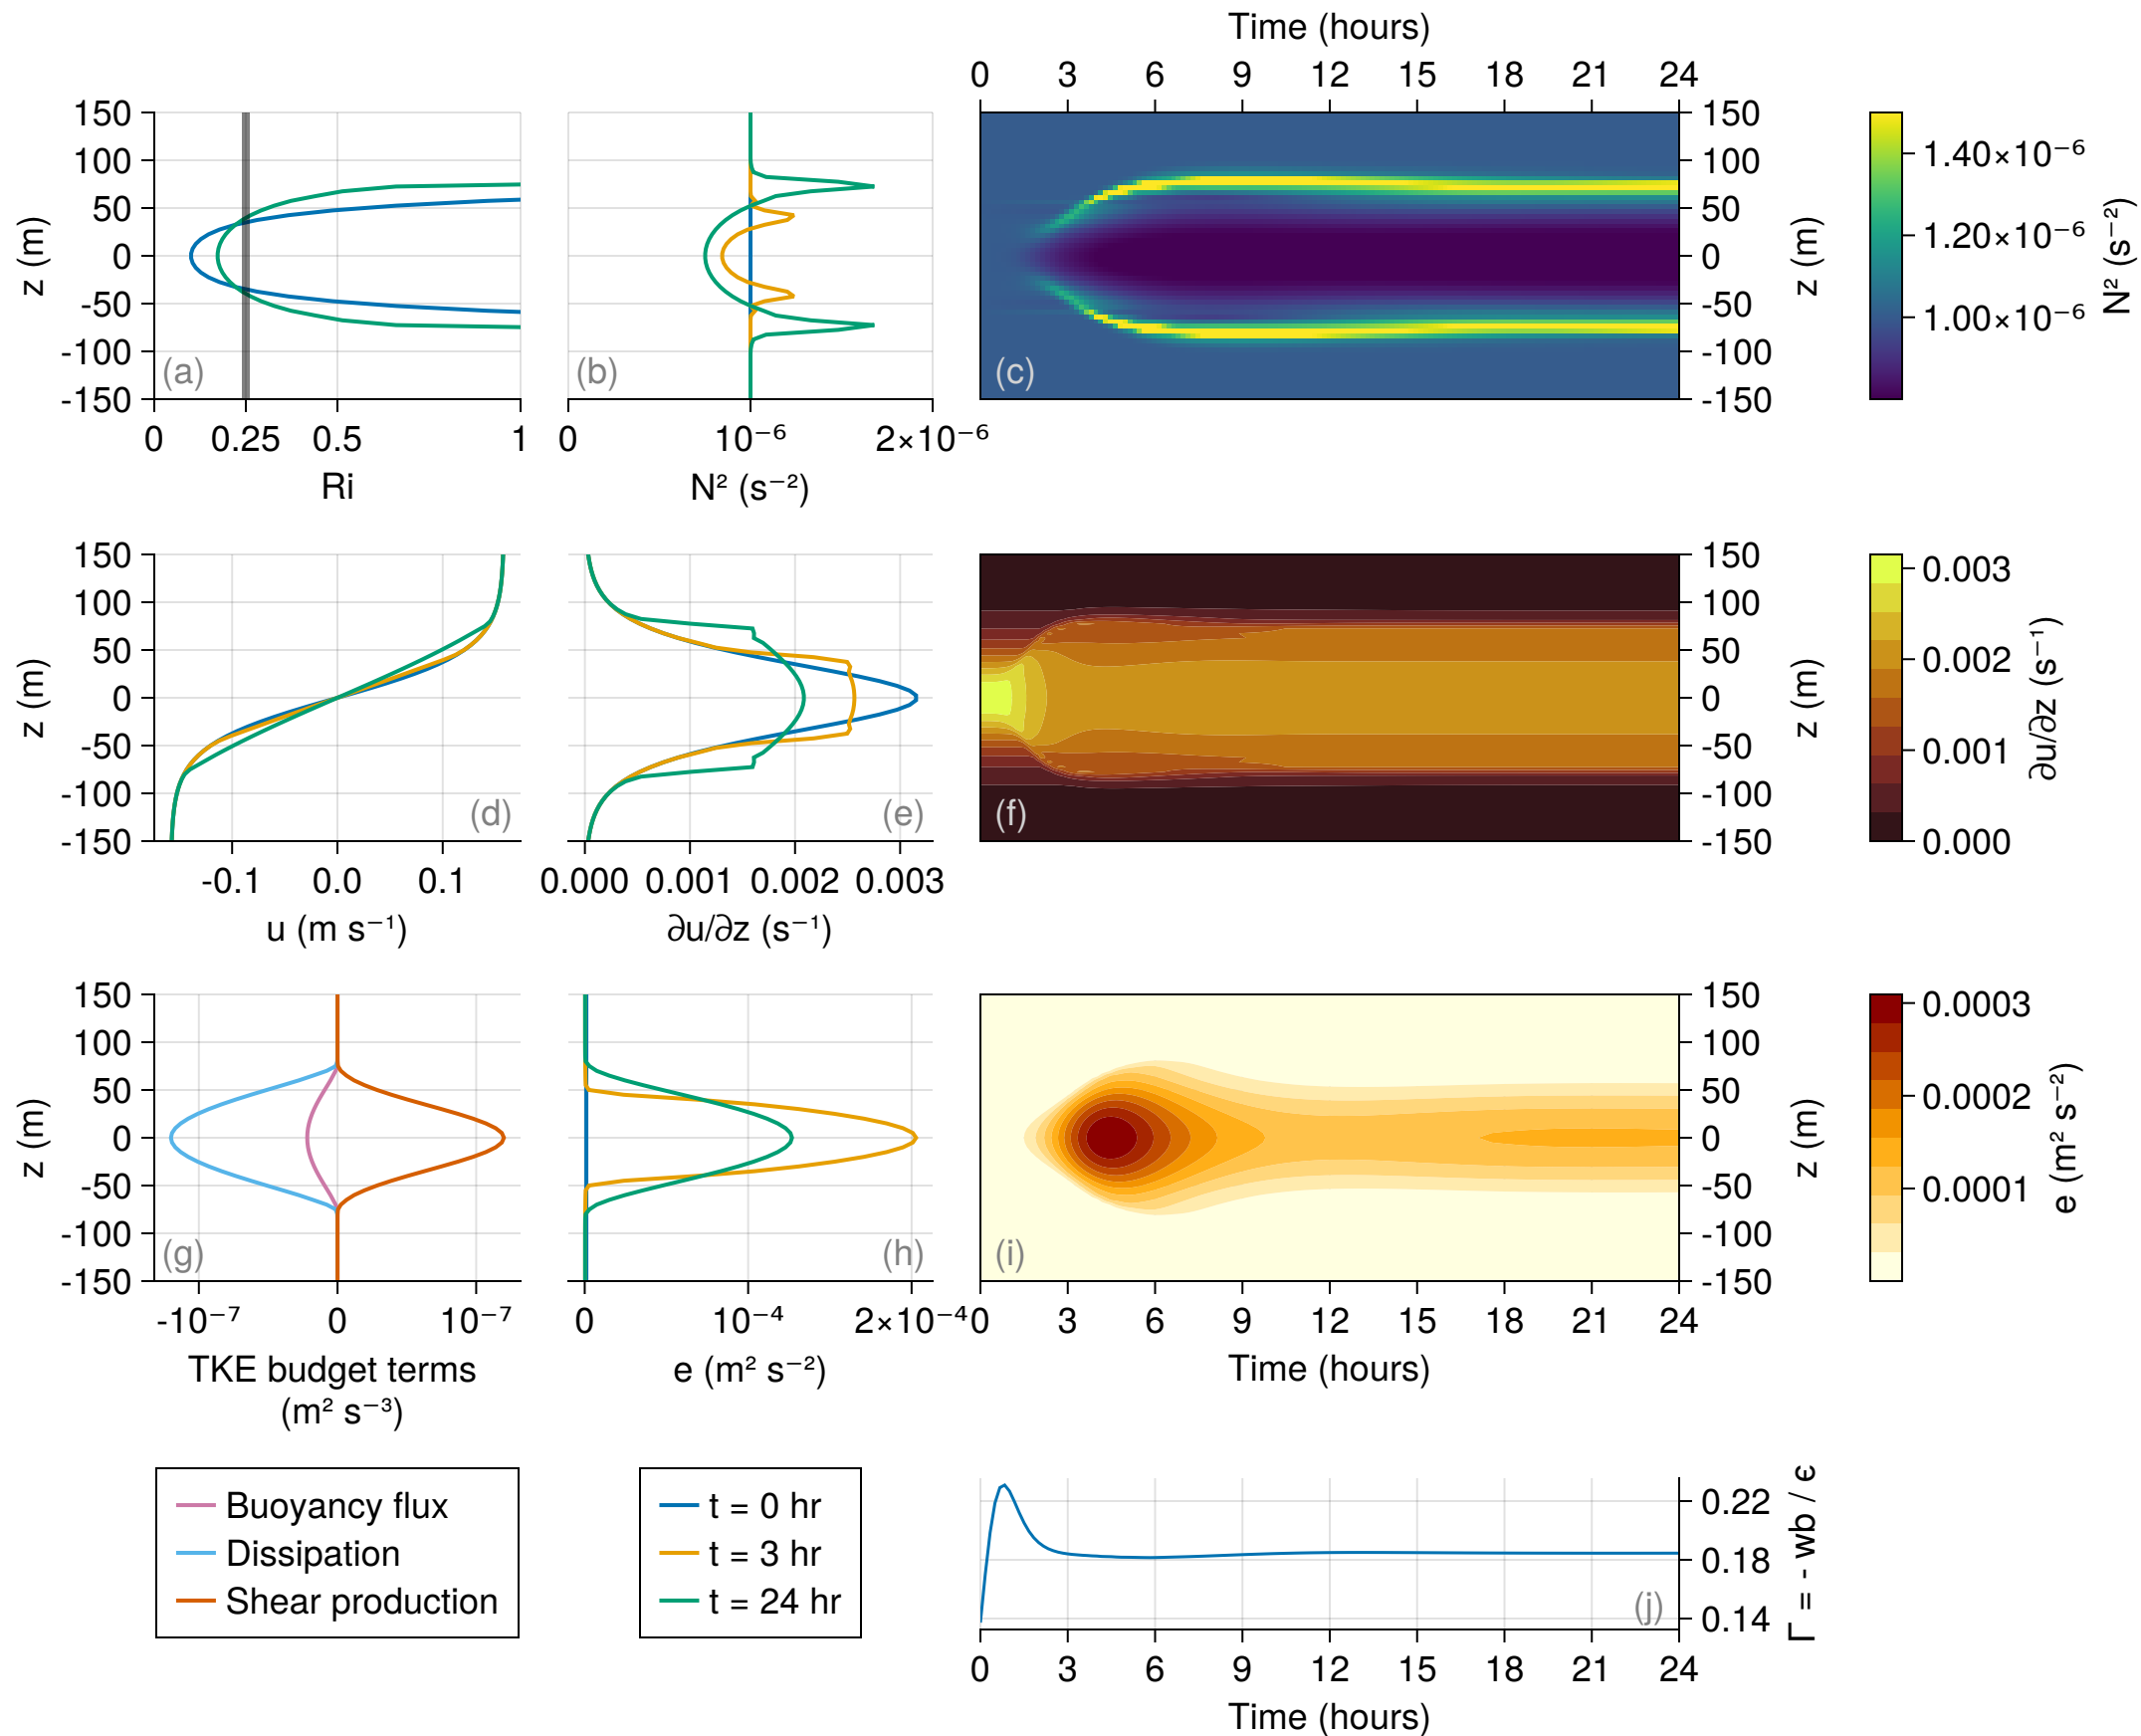 Time (hours)
0 3 6 9 12 15 18 21 24
150
100
50
0
-50
-100
-150
z (m)
(a)
0 0.25 0.5 1
Ri
(b)
0 10⁻⁶ 2×10⁻⁶
N² (s⁻²)
(c)
150
100
50
0
-50
-100
-150
z (m)
1.40×10⁻⁶
1.20×10⁻⁶
1.00×10⁻⁶
N² (s⁻²)
150
100
50
0
-50
-100
-150
z (m)
(d)
-0.1 0.0 0.1
u (m s⁻¹)
(e)
0.000 0.001 0.002 0.003
∂u/∂z (s⁻¹)
(f)
150
100
50
0
-50
-100
-150
z (m)
0.003
0.002
0.001
0.000
∂u/∂z (s⁻¹)
150
100
50
0
-50
-100
-150
z (m)
(g)
-10⁻⁷ 0 10⁻⁷
TKE budget terms
(m² s⁻³)
(h)
0 10⁻⁴ 2×10⁻⁴
e (m² s⁻²)
(i)
150
100
50
0
-50
-100
-150
z (m)
0 3 6 9 12 15 18 21 24
Time (hours)
0.0003
0.0002
0.0001
e (m² s⁻²)
Buoyancy flux
Dissipation
Shear production
t = 0 hr
t = 3 hr
t = 24 hr
(j)
0.22
0.18
0.14
Γ = - wb / ϵ
0 3 6 9 12 15 18 21 24
Time (hours)